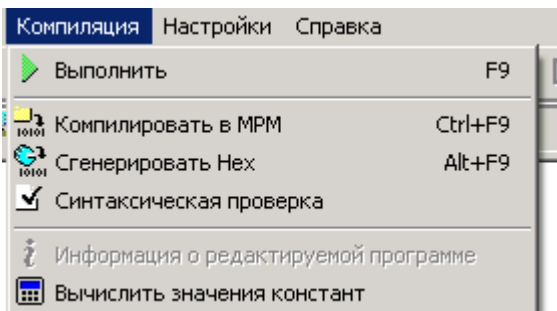 Компиляция Настройки Справка
Выполнить F9
Компилировать в МРМ Ctrl+F9
Сгенерировать Hex Alt+F9
Синтаксическая проверка
Информация о редактируемой программе
Вычислить значения констант